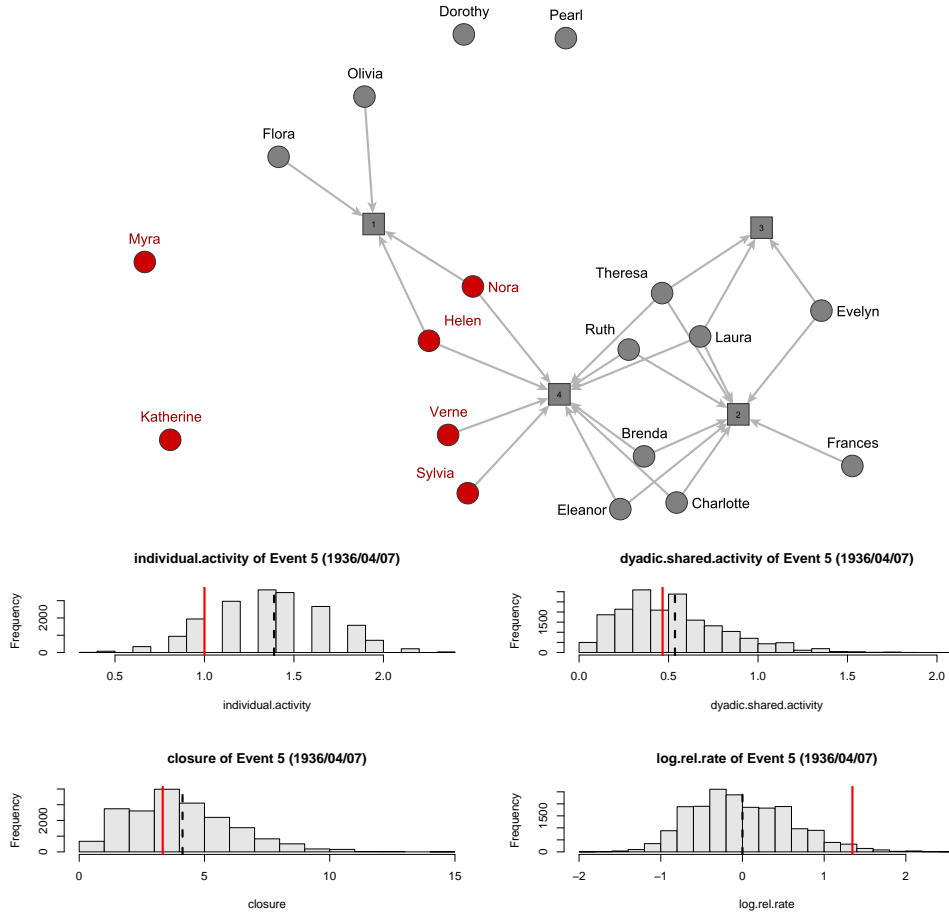 Dorothy
Pearl
Olivia
Flora
1
3
Myra
Theresa
Nora
Evelyn
Helen
Ruth
Laura
4
2
Katherine
Verne
Brenda
Frances
Sylvia
Eleanor
Charlotte
individual.activity of Event 5 (1936/04/07)
Frequency
0 2000
0.5 1.0 1.5 2.0
individual.activity
dyadic.shared.activity of Event 5 (1936/04/07)
Frequency
0 1500
0.0 0.5 1.0 1.5 2.0
dyadic.shared.activity
closure of Event 5 (1936/04/07)
Frequency
0 2000
0 5 10 15
closure
log.rel.rate of Event 5 (1936/04/07)
Frequency
0 1500
−2 −1 0 1 2
log.rel.rate